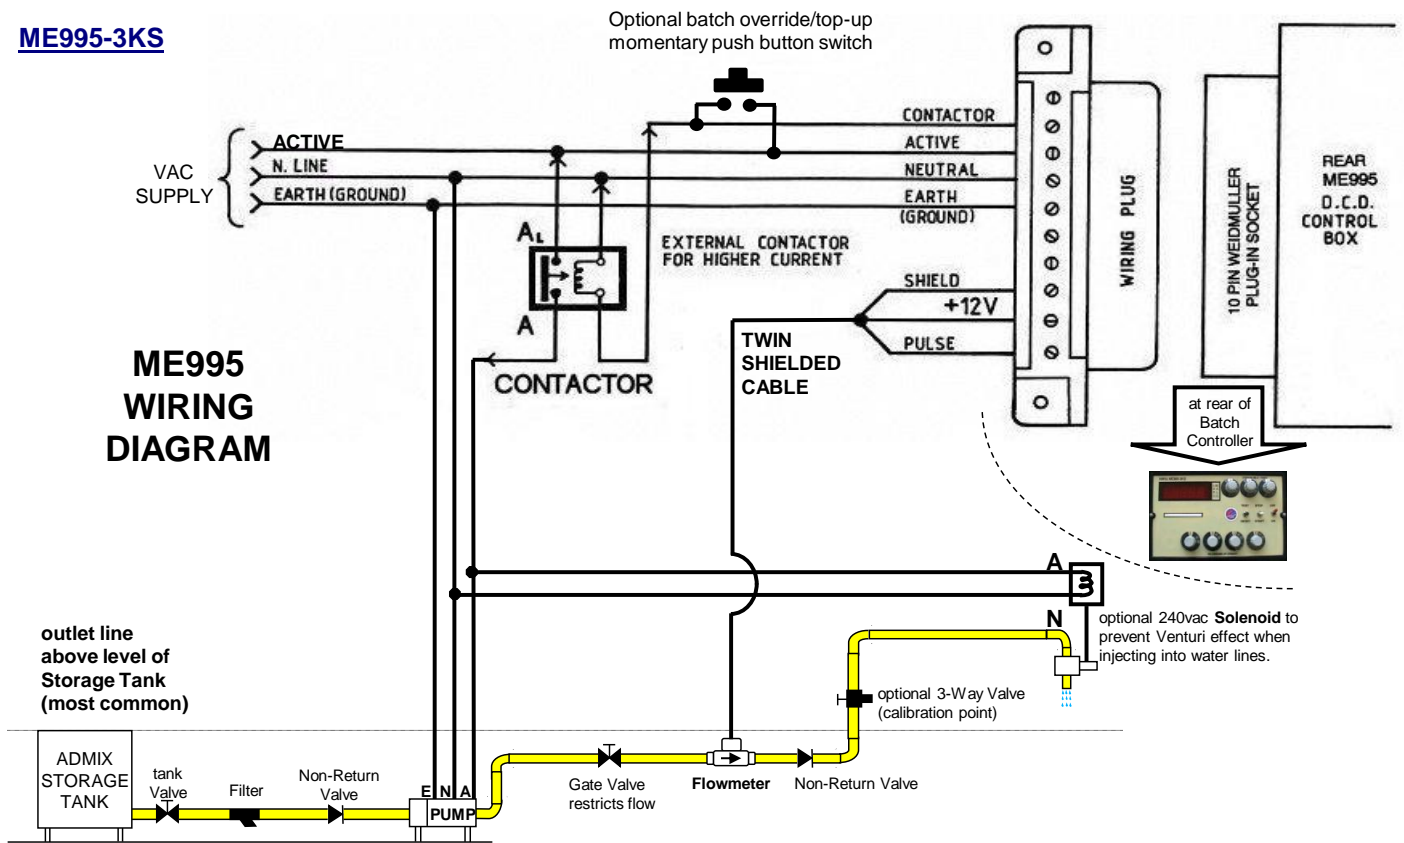 ME995-3KS
Optional batch override/top-up
momentary push button switch
CONTACTOR
ACTIVE
NEUTRAL
EARTH
(GROUND)
VAC
SUPPLY
ACTIVE
N. LINE
EARTH (GROUND)
AL
A
EXTERNAL CONTACTOR
FOR HIGHER CURRENT
CONTACTOR
SHIELD
+12V
PULSE
TWIN
SHIELDED
CABLE
WIRING PLUG
10 PIN WEIDMULLER
PLUG-IN SOCKET
REAR
ME995
D.C.D.
CONTROL
BOX
at rear of
Batch
Controller
ME995
WIRING
DIAGRAM
A
N
optional 240vac Solenoid to
prevent Venturi effect when
injecting into water lines.
outlet line
above level of
Storage Tank
(most common)
optional 3-Way Valve
(calibration point)
ADMIX
STORAGE
TANK
tank
Valve
Filter
Non-Return
Valve
E N A
PUMP
Gate Valve
restricts flow
Flowmeter
Non-Return Valve